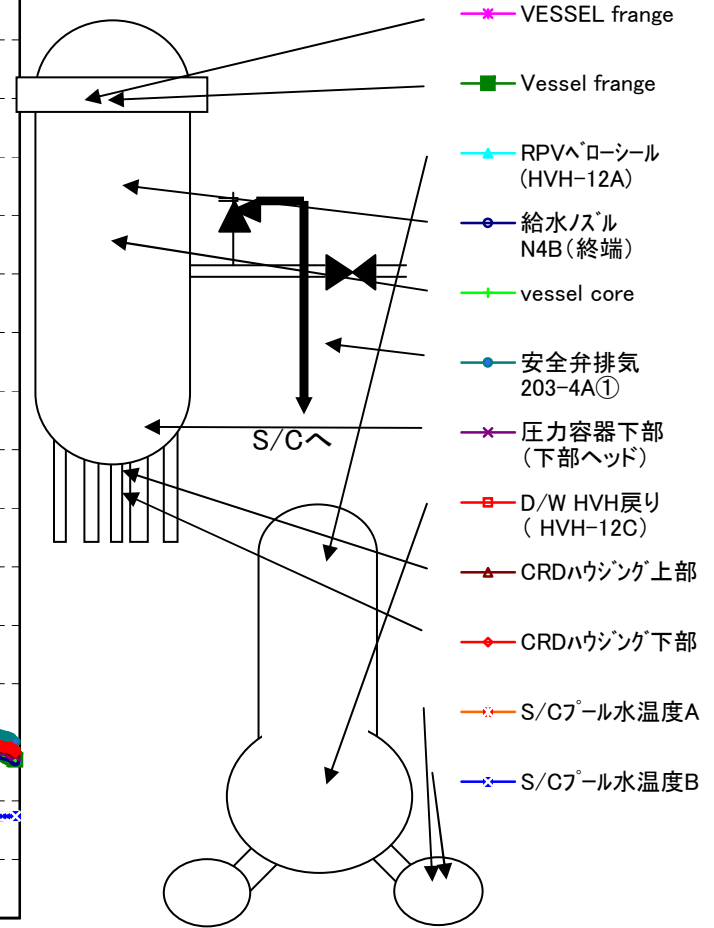 VESSEL frange
Vessel frange
RPVﾍﾞﾛｰｼｰﾙ
(HVH-12A)
給水ﾉｽﾞﾙ
N4B(終端)
vessel core
安全弁排気
203-4A①
圧力容器下部
(下部ヘッド)
D/W HVH戻り
( HVH-12C)
CRDﾊｳｼﾞﾝｸﾞ上部
CRDﾊｳｼﾞﾝｸﾞ下部
S/Cﾌﾟｰﾙ水温度A
S/Cﾌﾟｰﾙ水温度B
S/Cへ